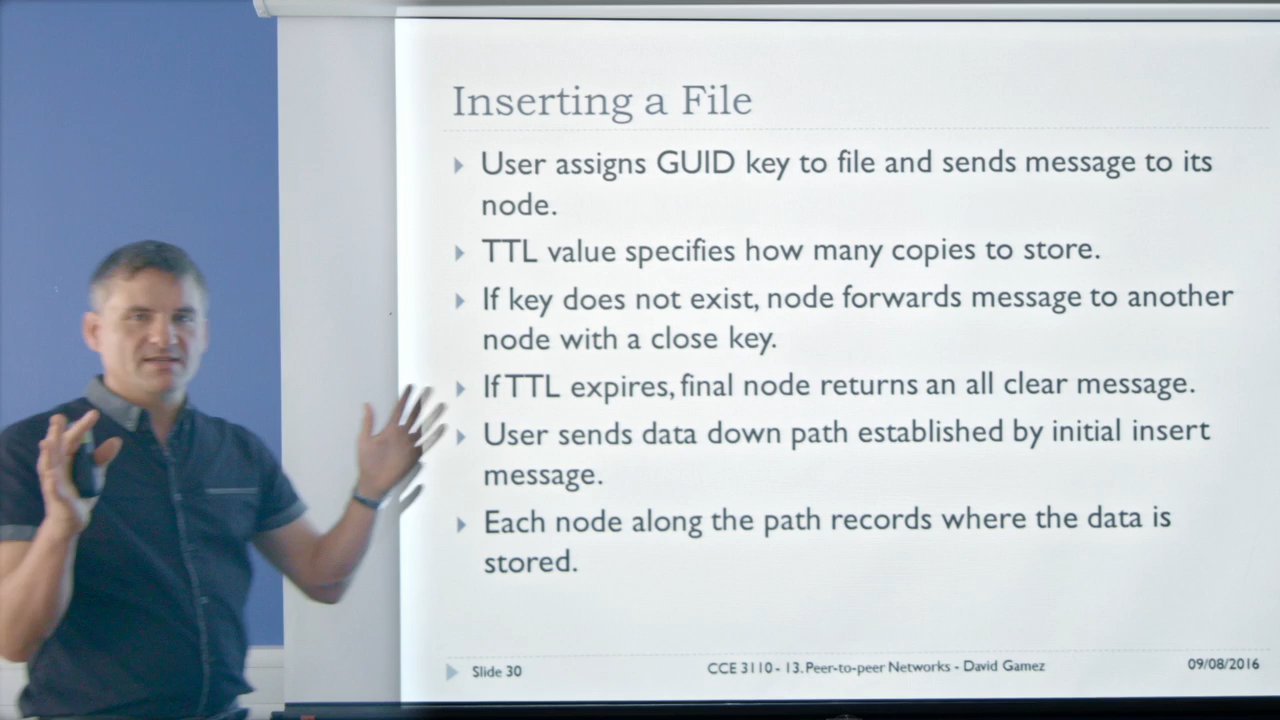 Inserting a File
User assigns GUID key to file and sends message to its
node.
TTL value specifies how many copies to store.
If key does not exist, node forwards message to another
node with a close key.
If TTL expires, final node returns an all clear message.
User sends data down path established by initial insert
message.
Each node along the path records where the data is
stored.
Slide 30
CCE 3110 - 13. Peer-to-peer Networks - David Gamez
09/08/2016